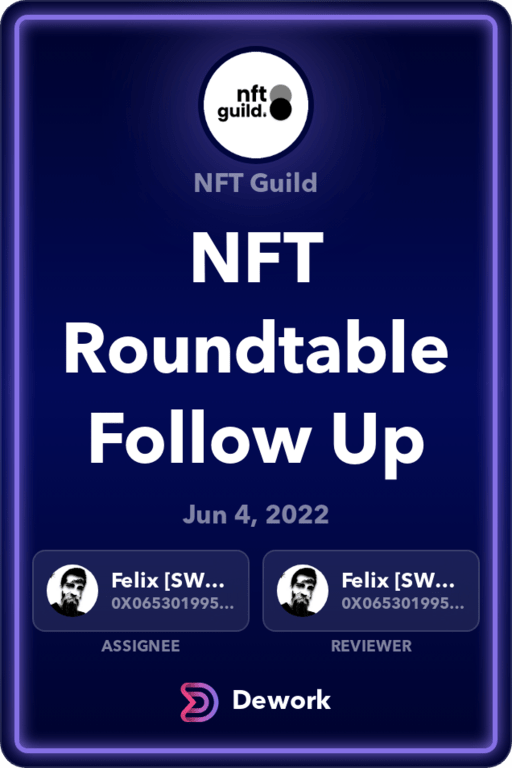 nft
guild.
NFT Guild
NFT
Roundtable
Follow Up
Jun 4, 2022
Felix [SW...
0X065301995...
ASSIGNEE
Felix [SW...
0X065301995...
REVIEWER
Dework